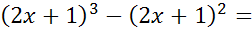 (2x + 1)³ − (2x + 1)² =